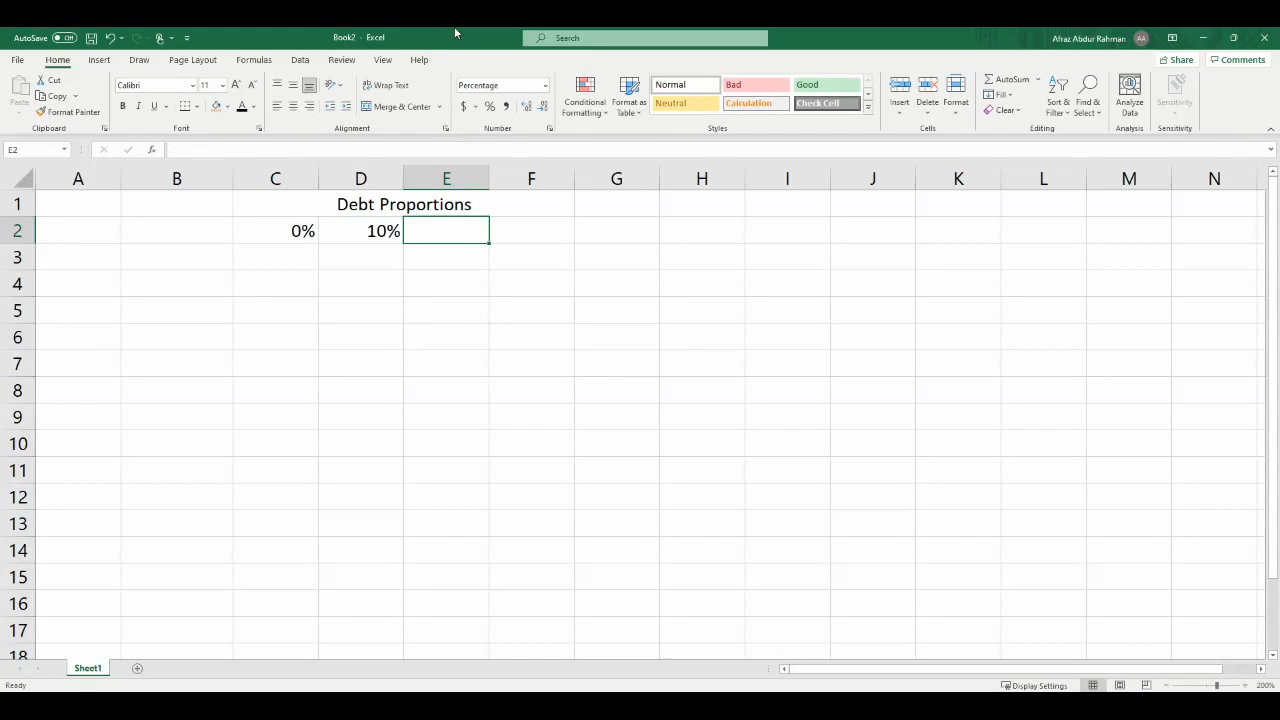 AutoSave Off Book2 - Excel Search Afraz Abdur Rahman AA
File Home Insert Draw Page Layout Formulas Data Review View Help Share Comments
Paste Cut Copy Format Painter Clipboard
Calibri 11 A A B I U A Font
Wrap Text Merge & Center Alignment
Percentage $ % Number
Conditional Formatting Format as Table
Normal Bad Good
Neutral Calculation Check Cell
Styles
Insert Delete Format Cells
AutoSum Fill Clear Sort & Filter Find & Select Editing
Analyze Data Analysis
Sensitivity Sensitivity
E2 fx
A B C D E F G H I J K L M N
1 Debt Proportions
2 0% 10%
3
4
5
6
7
8
9
10
11
12
13
14
15
16
17
18
Sheet1
Ready Display Settings 200%